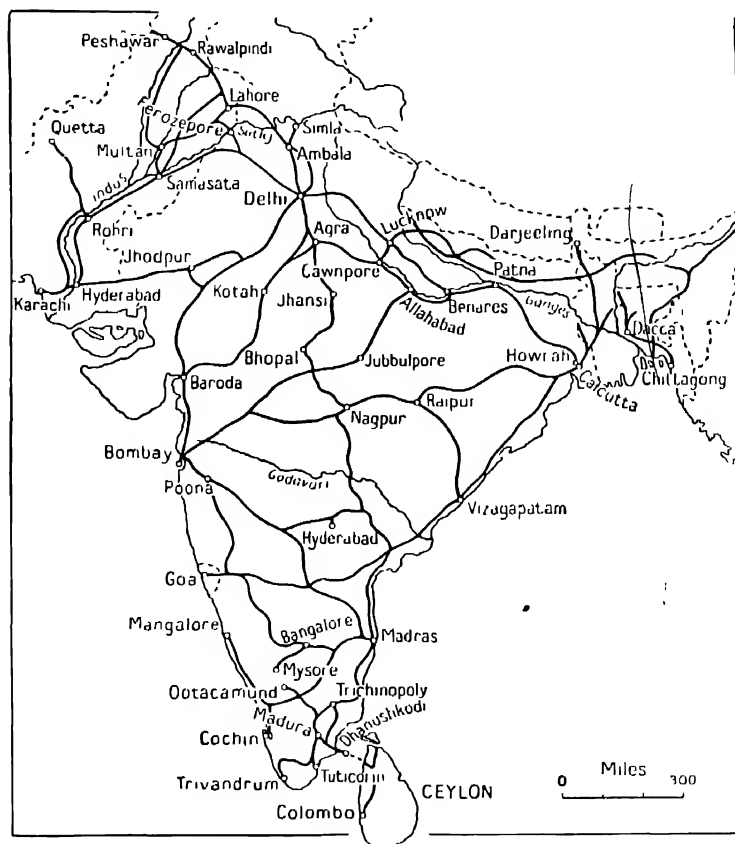 Peshawar
Rawalpindi
Lahore
Ferozepore
Simla
Quetta
Sutlej
Multan
Ambala
Indus
Samasata
Delhi
Rohri
Lucknow
Agra
Darjeeling
Jhodpur
Cawnpore
Patna
Karachi
Hyderabad
Kotah
Jhansi
Allahabad
Benares
Ganges
Dacca
Bhopal
Jubbulpore
Howrah
Baroda
Calcutta
Chittagong
Nagpur
Raipur
Bombay
Poona
Godavari
Vizagapatam
Hyderabad
Goa
Mangalore
Bangalore
Madras
Mysore
Ootacamund
Trichinopoly
Madura
Dhanushkodi
Cochin
Trivandrum
Tuticorin
Miles
0 300
CEYLON
Colombo